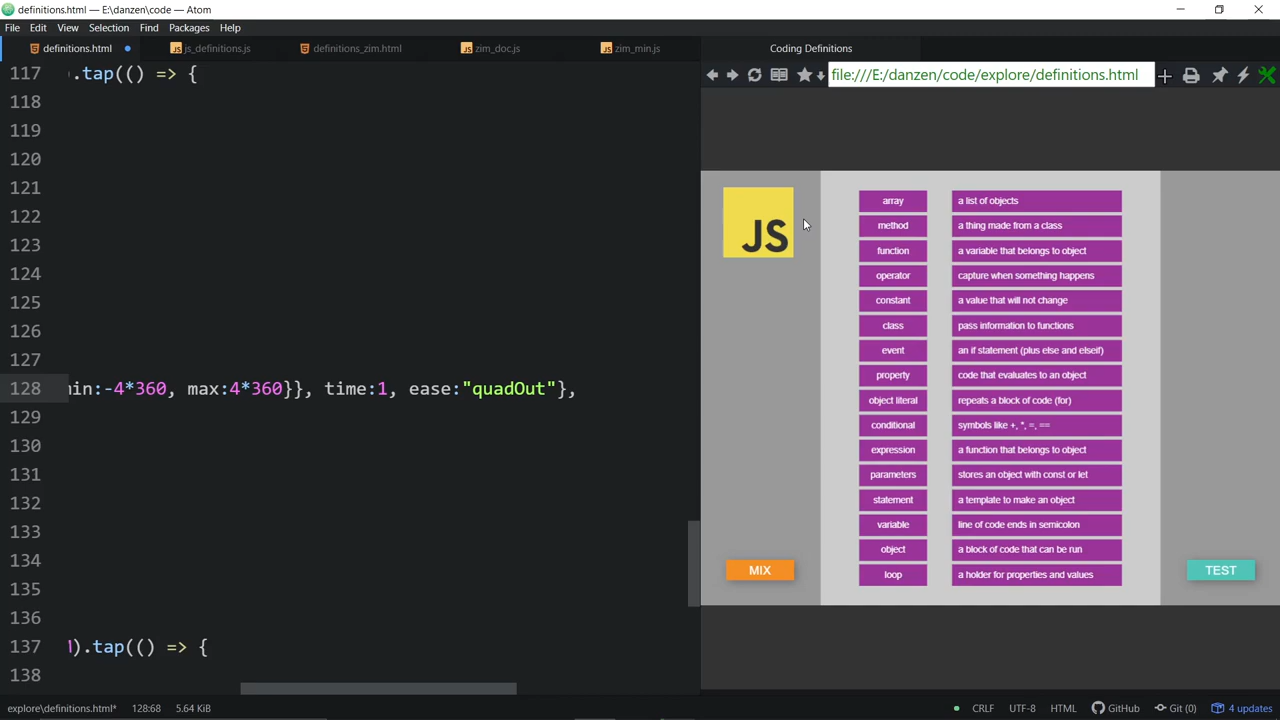 definitions.html — E:\danzen\code — Atom
File Edit View Selection Find Packages Help
definitions.html js_definitions.js definitions_zim.html zim_doc.js zim_min.js Coding Definitions
file:///E:/danzen/code/explore/definitions.html
117 .tap(() => {
118
119
120
121
122
123
124
125
126
127
128 min:-4*360, max:4*360}}, time:1, ease:"quadOut"},
129
130
131
132
133
134
135
136
137 ).tap(() => {
138
JS
array a list of objects
method a thing made from a class
function a variable that belongs to object
operator capture when something happens
constant a value that will not change
class pass information to functions
event an if statement (plus else and elseif)
property code that evaluates to an object
object literal repeats a block of code (for)
conditional symbols like +, *, =, ==
expression a function that belongs to object
parameters stores an object with const or let
statement a template to make an object
variable line of code ends in semicolon
object a block of code that can be run
loop a holder for properties and values
MIX TEST
explore\definitions.html* 128:68 5.64 KiB CRLF UTF-8 HTML GitHub Git (0) 4 updates